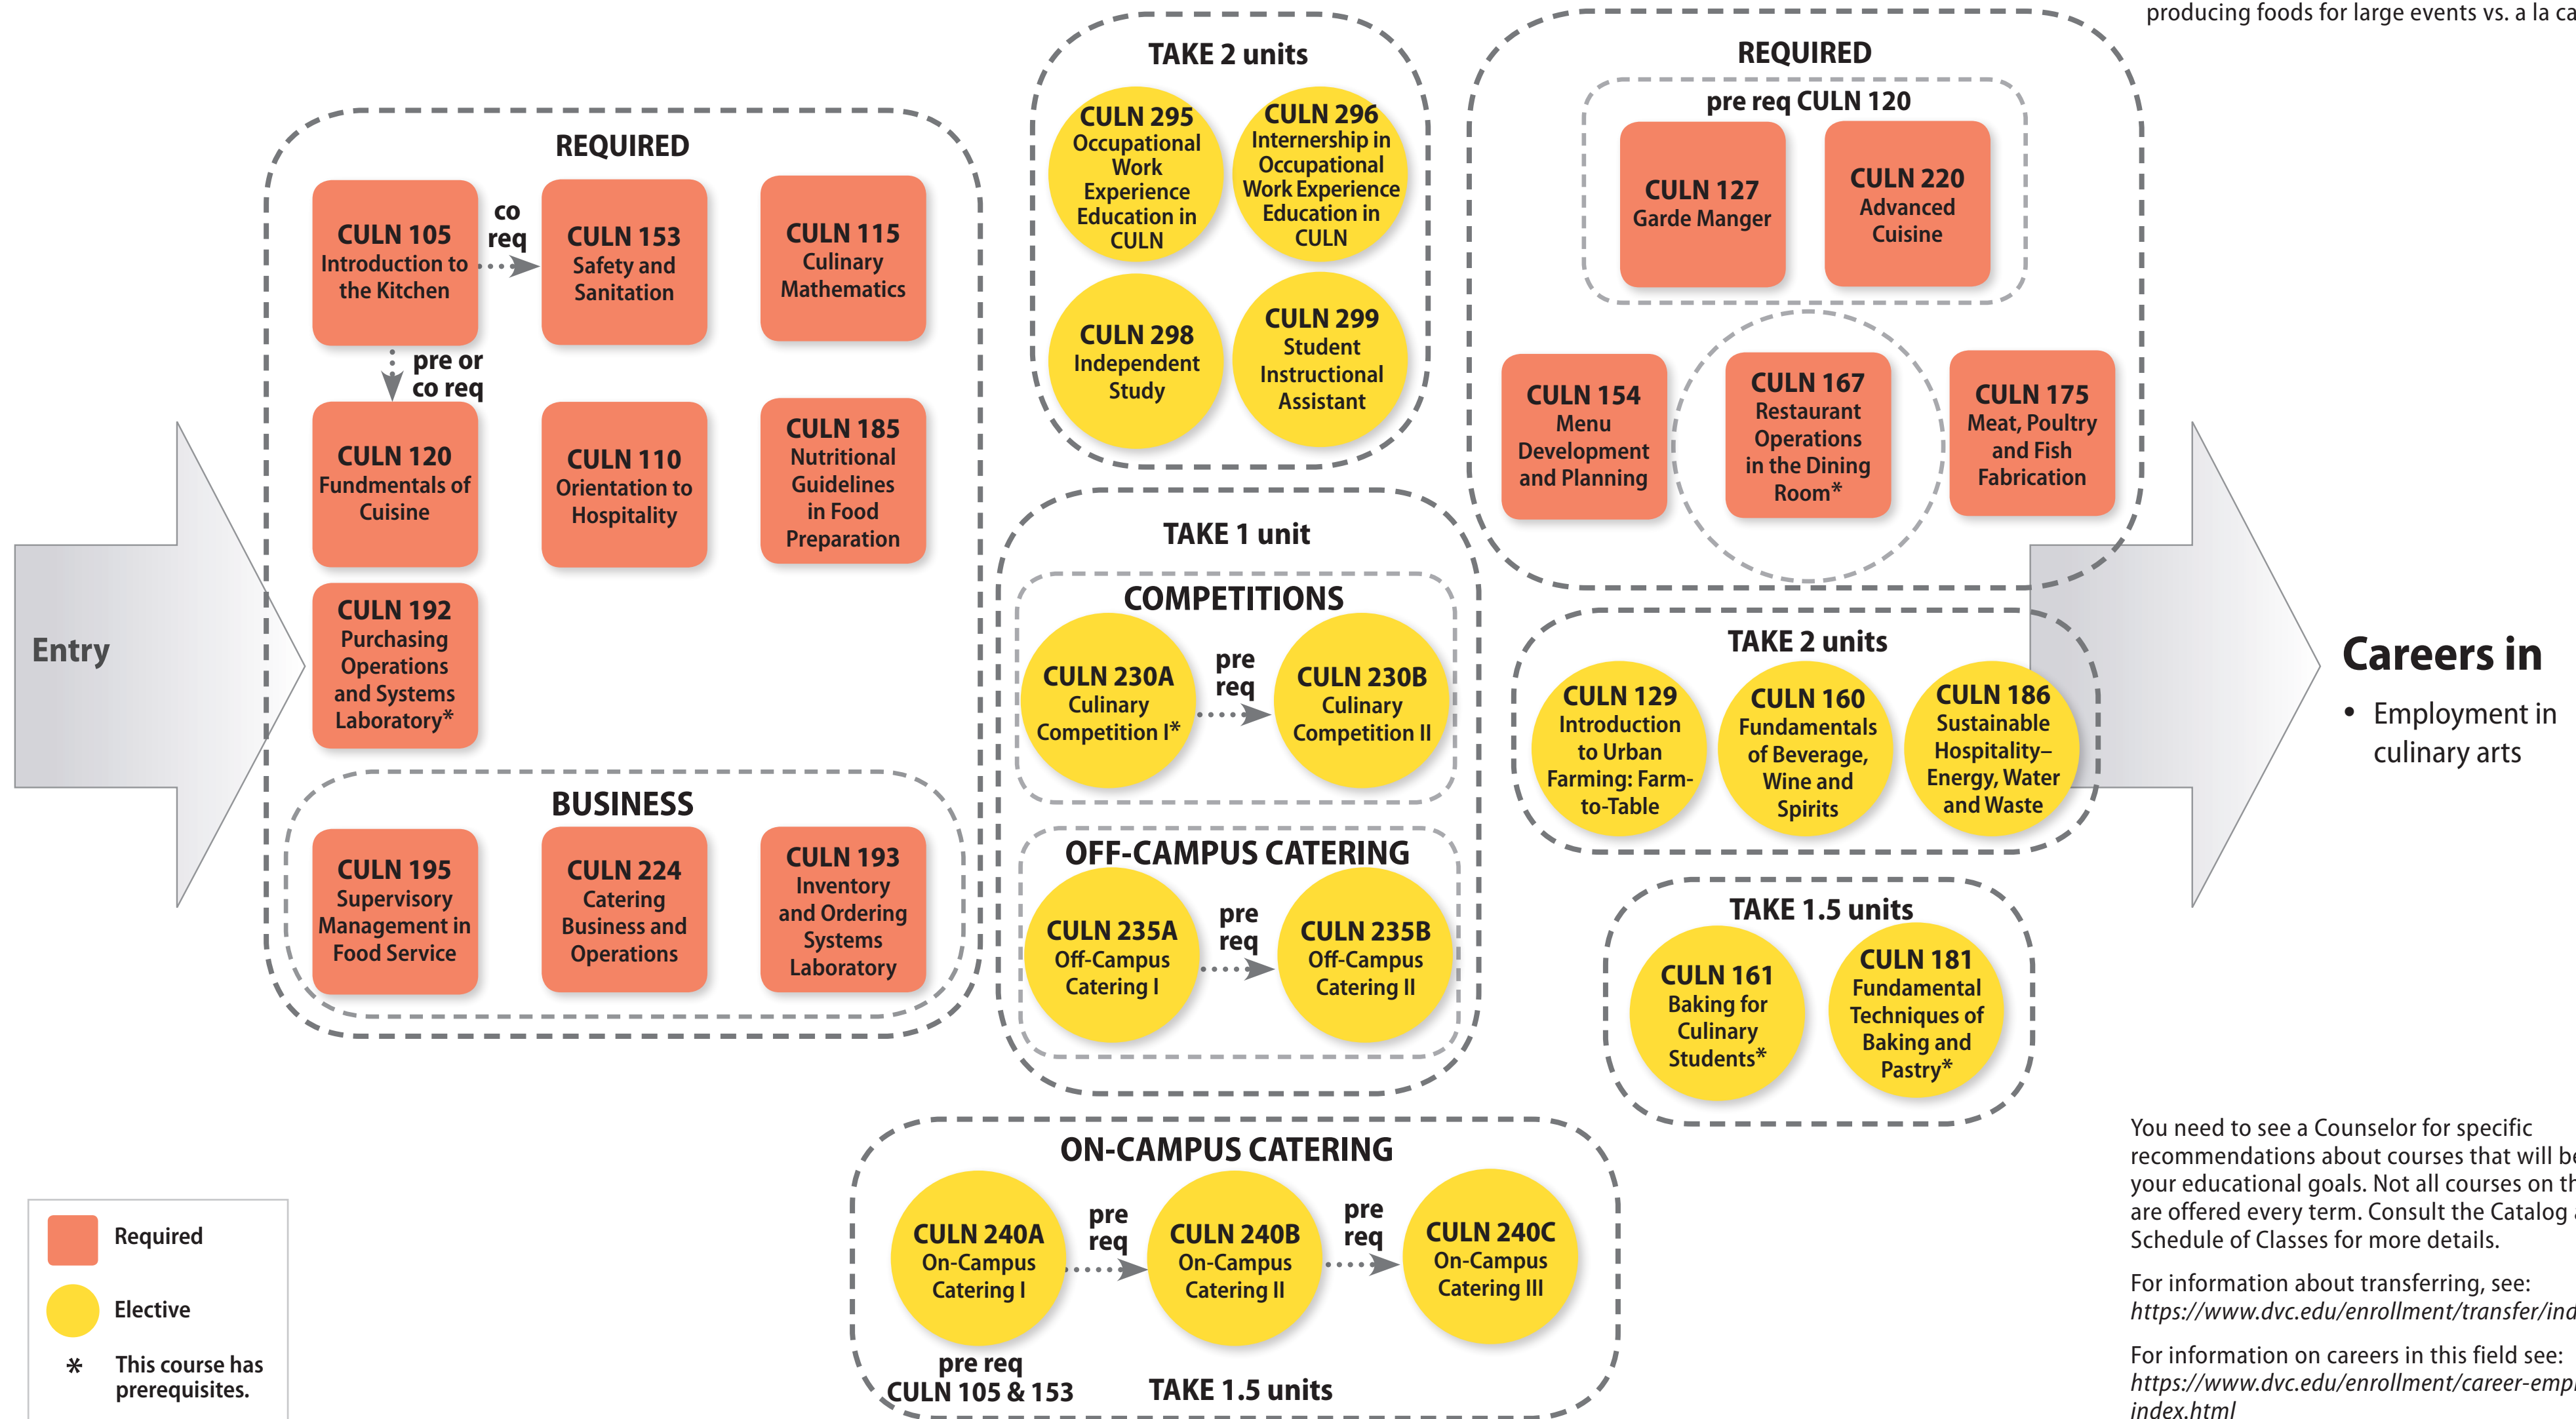 producing foods for large events vs. a la
Entry
REQUIRED
CULN 105
Introduction to
the Kitchen
co
req
CULN 153
Safety and
Sanitation
CULN 115
Culinary
Mathematics
pre or
co req
CULN 120
Fundmentals of
Cuisine
CULN 110
Orientation to
Hospitality
CULN 185
Nutritional
Guidelines
in Food
Preparation
CULN 192
Purchasing
Operations
and Systems
Laboratory*
BUSINESS
CULN 195
Supervisory
Management in
Food Service
CULN 224
Catering
Business and
Operations
CULN 193
Inventory
and Ordering
Systems
Laboratory
TAKE 2 units
CULN 295
Occupational
Work
Experience
Education in
CULN
CULN 296
Internship in
Occupational
Work Experience
Education in
CULN
CULN 298
Independent
Study
CULN 299
Student
Instructional
Assistant
TAKE 1 unit
COMPETITIONS
CULN 230A
Culinary
Competition I*
pre
req
CULN 230B
Culinary
Competition II
OFF-CAMPUS CATERING
CULN 235A
Off-Campus
Catering I
pre
req
CULN 235B
Off-Campus
Catering II
ON-CAMPUS CATERING
CULN 240A
On-Campus
Catering I
pre
req
CULN 240B
On-Campus
Catering II
pre
req
CULN 240C
On-Campus
Catering III
pre req
CULN 105 & 153
TAKE 1.5 units
REQUIRED
pre req CULN 120
CULN 127
Garde Manger
CULN 220
Advanced
Cuisine
CULN 154
Menu
Development
and Planning
CULN 167
Restaurant
Operations
in the Dining
Room*
CULN 175
Meat, Poultry
and Fish
Fabrication
TAKE 2 units
CULN 129
Introduction
to Urban
Farming: Farm-
to-Table
CULN 160
Fundamentals
of Beverage,
Wine and
Spirits
CULN 186
Sustainable
Hospitality–
Energy, Water
and Waste
TAKE 1.5 units
CULN 161
Baking for
Culinary
Students*
CULN 181
Fundamental
Techniques of
Baking and
Pastry*
Careers in
• Employment in
culinary arts
Required
Elective
* This course has
prerequisites.
You need to see a Counselor for specific
recommendations about courses that will
your educational goals. Not all courses on
are offered every term. Consult the Catalog
Schedule of Classes for more details.
For information about transferring, see:
https://www.dvc.edu/enrollment/transfer/ind
For information on careers in this field see:
https://www.dvc.edu/enrollment/career-emp
index.html